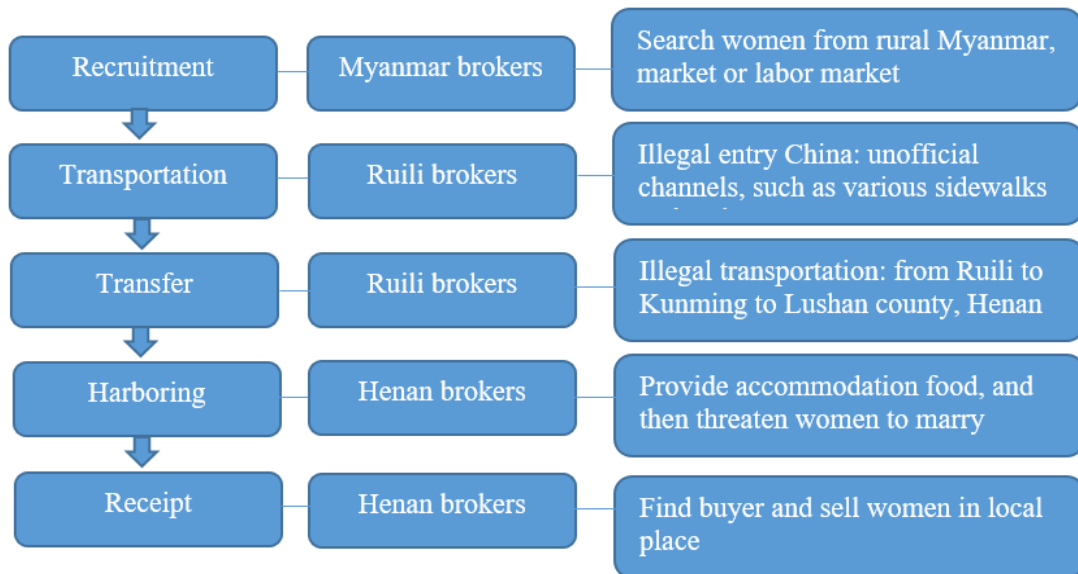 Recruitment
Myanmar brokers
Search women from rural Myanmar,
market or labor market
Transportation
Ruili brokers
Illegal entry China: unofficial
channels, such as various sidewalks
Transfer
Ruili brokers
Illegal transportation: from Ruili to
Kunming to Lushan county, Henan
Harboring
Henan brokers
Provide accommodation food, and
then threaten women to marry
Receipt
Henan brokers
Find buyer and sell women in local
place